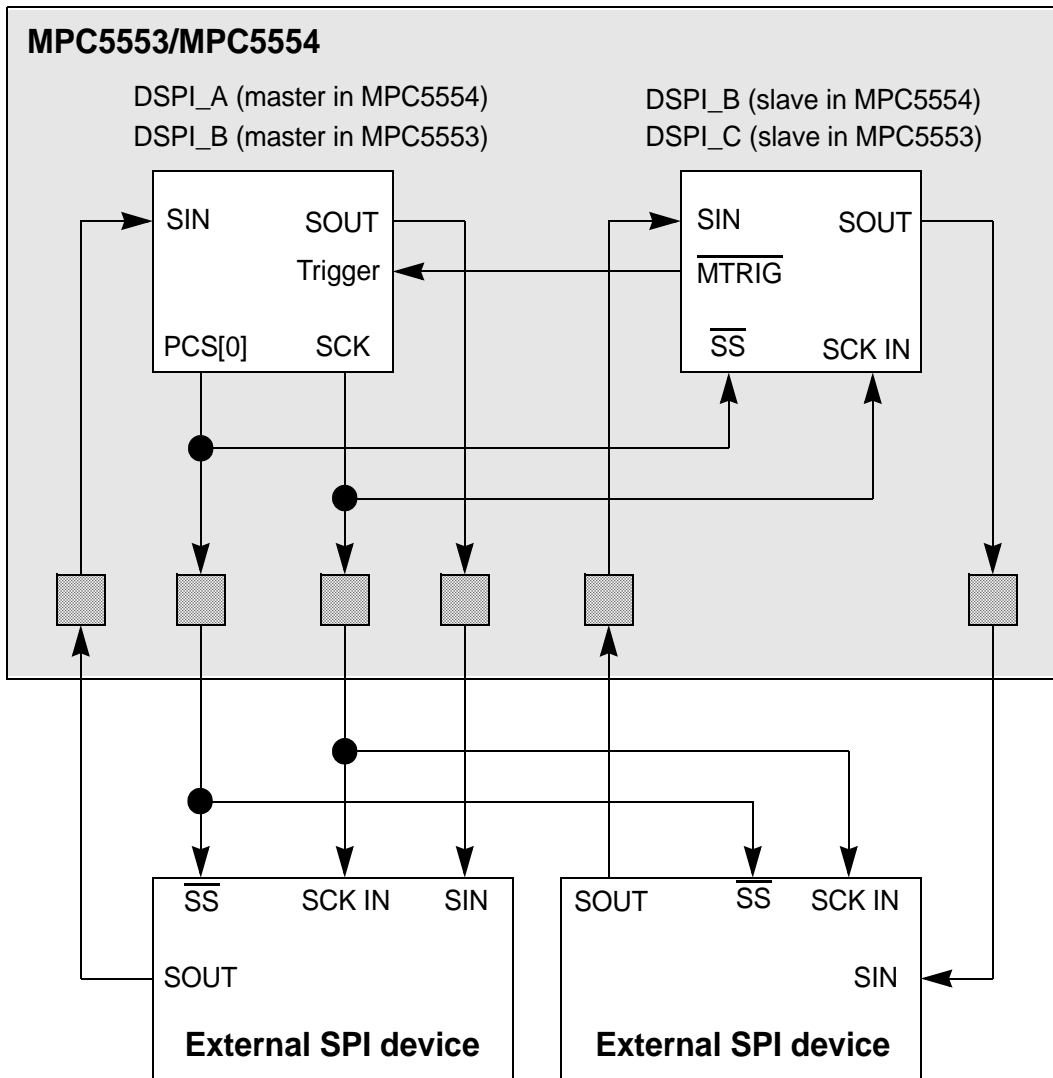 MPC5553/MPC5554
DSPI_A (master in MPC5554)
DSPI_B (master in MPC5553)
DSPI_B (slave in MPC5554)
DSPI_C (slave in MPC5553)
SIN
SOUT
Trigger
PCS[0]
SCK
SIN
SOUT
MTRIG
SS
SCK IN
SS
SCK IN
SIN
SOUT
External SPI device
SOUT
SS
SCK IN
SIN
External SPI device